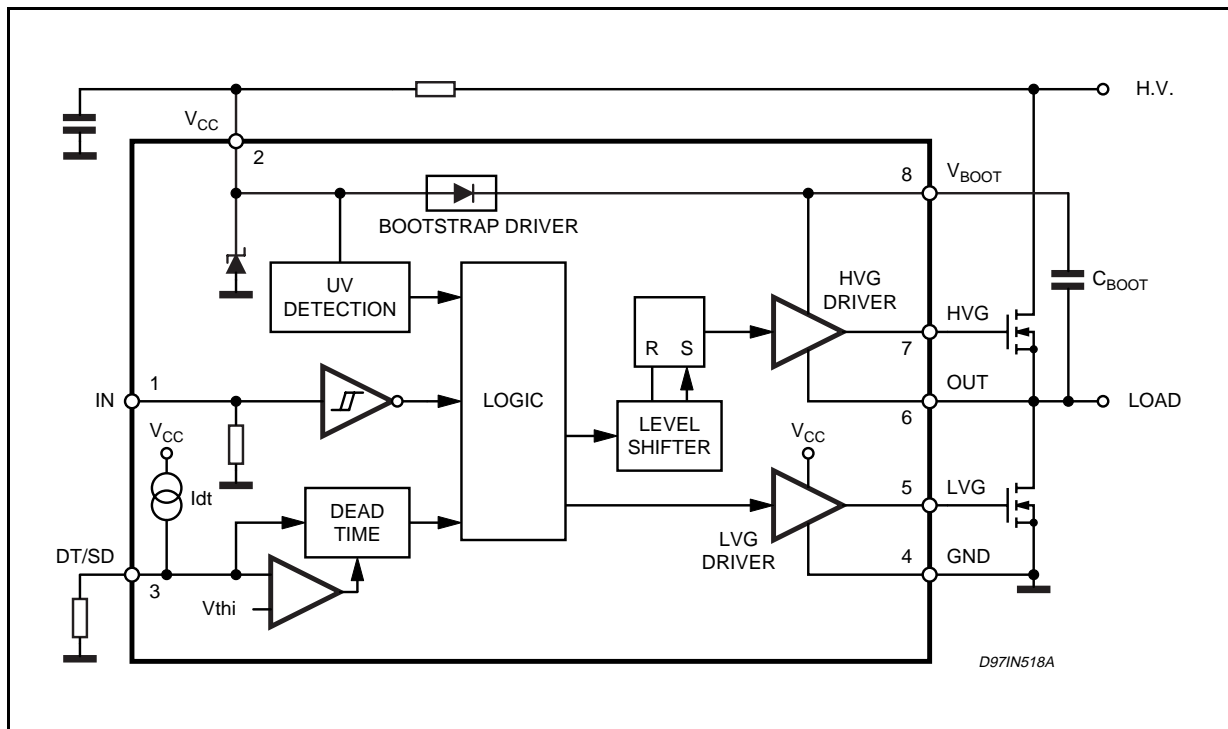 H.V.
VCC
2
8
VBOOT
BOOTSTRAP DRIVER
UV
DETECTION
HVG
DRIVER
CBOOT
R S
HVG
7
IN
1
LOGIC
OUT
6
LOAD
LEVEL
SHIFTER
VCC
VCC
Idt
5
LVG
DEAD
TIME
LVG
DRIVER
4
GND
DT/SD
3
Vthi
D97IN518A